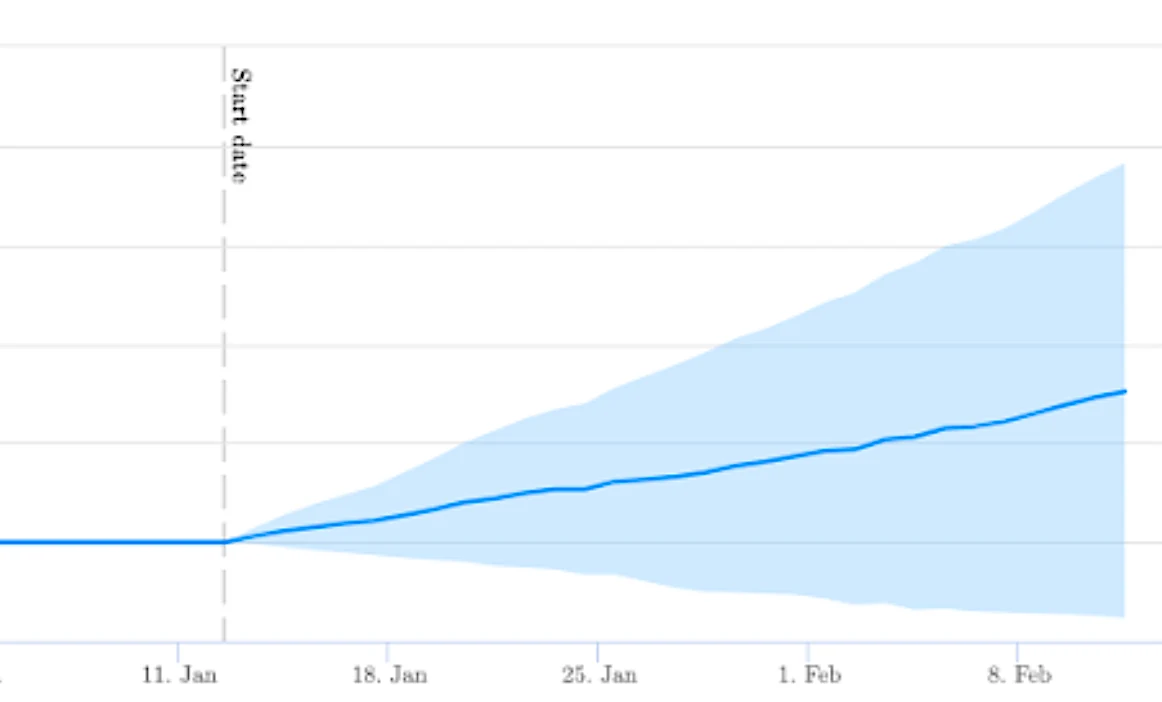 Start date
11. Jan
18. Jan
25. Jan
1. Feb
8. Feb